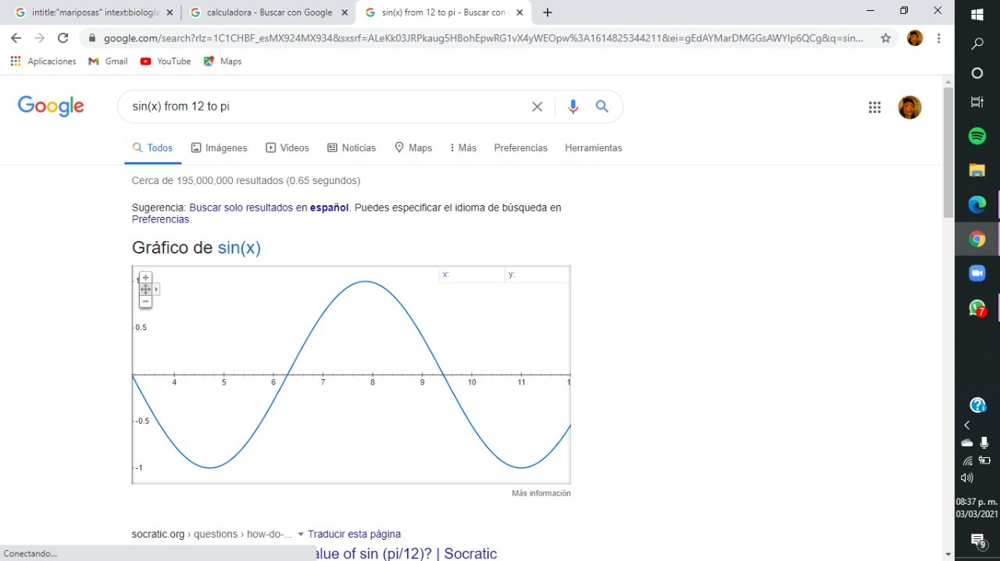 intitle:"mariposas" intext:biología
calculadora - Buscar con Google
sin(x) from 12 to pi - Buscar con
google.com/search?rlz=1C1CHBF_esMX924MX934&sxsrf=ALeKk03JRPkaug5HBohEpwRG1vX4yWEOpw%3A1614825344211&ei=gEdAYMarDMGGsAWYlp6QCg&q=sin...
Aplicaciones
Gmail
YouTube
Maps
Google
sin(x) from 12 to pi
Todos
Imágenes
Videos
Noticias
Maps
Más
Preferencias
Herramientas
Cerca de 195,000,000 resultados (0.65 segundos)
Sugerencia: Buscar solo resultados en español. Puedes especificar el idioma de búsqueda en
Preferencias.
Gráfico de sin(x)
x:
y:
1
0.5
4 5 6 7 8 9 10 11 1
-0.5
-1
Más información
socratic.org › questions › how-do-... Traducir esta página
alue of sin (pi/12)? | Socratic
Conectando...
7
08:37 p. m.
03/03/2021
9